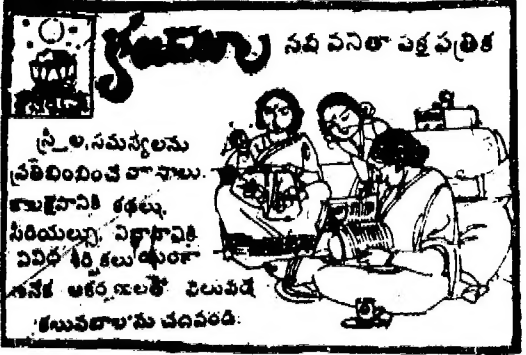 కలువబాల నవ వనితా పక్ష పత్రిక
స్త్రీల సమస్యలను
ప్రతిబింబించే వ్యాసాలు.
కాలక్షేపానికి కథలు,
సీరియల్సు, విజ్ఞానానికి
వివిధ శీర్షికలు
అనేక ఆకర్షణలతో వెలువడే
'కలువబాల'ను చదవండి.